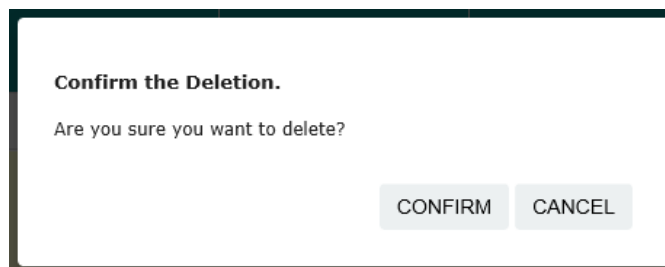 Confirm the Deletion.
Are you sure you want to delete?
CONFIRM CANCEL